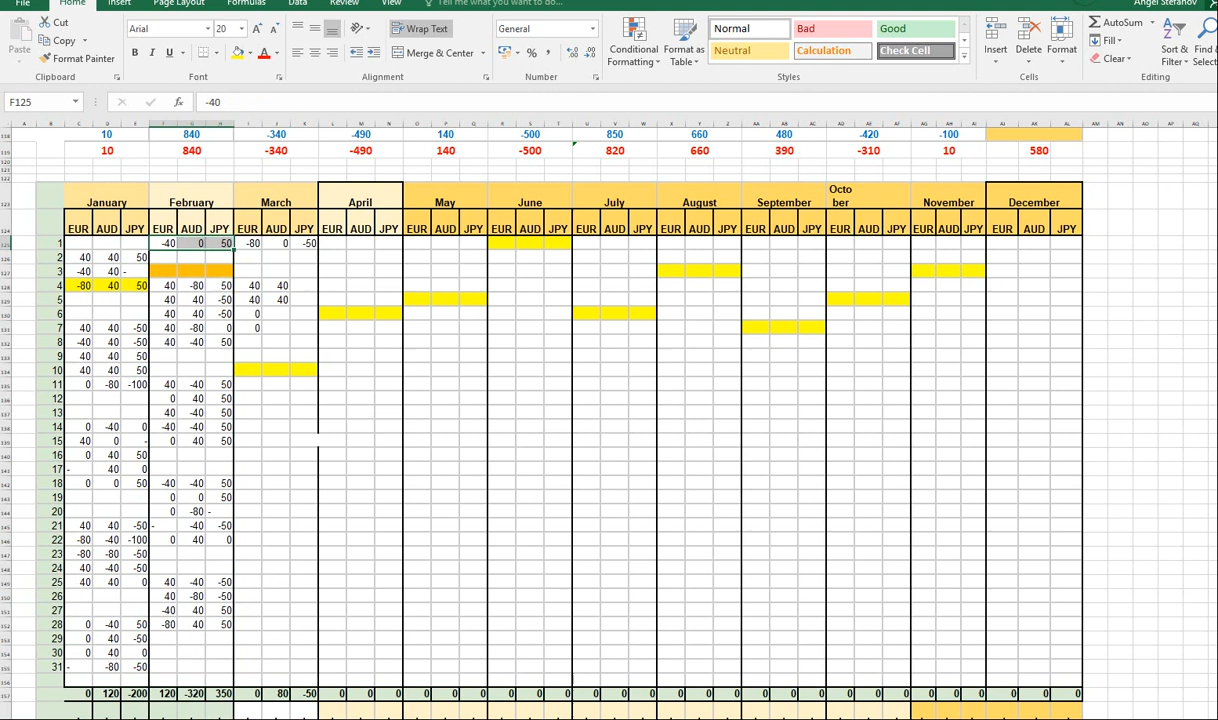 File Home Insert Page Layout Formulas Data Review View Tell me what you want to do... Angel Stefanov
Cut Arial 20 Wrap Text General Normal Bad Good AutoSum
Paste Copy Conditional Format as Neutral Calculation Check Cell Insert Delete Format Fill Sort & Find
Format Painter Merge & Center Formatting Table Clear Filter Select
Clipboard Font Alignment Number Styles Cells Editing
F125 fx -40
118 10 840 -340 -490 140 -500 850 660 480 -420 -100
119 10 840 -340 -490 140 -500 820 660 390 -310 10 580
January February March April May June July August September Octo
ber November December
EUR AUD JPY EUR AUD JPY EUR AUD JPY EUR AUD JPY EUR AUD JPY EUR AUD JPY EUR AUD JPY EUR AUD JPY EUR AUD JPY EUR AUD JPY EUR AUD JPY EUR AUD JPY
1 -40 0 50 -80 0 -50
2 40 40 50
3 -40 40 -
4 -80 40 50 40 -80 50 40 40
5 40 40 -50 40 40
6 40 40 -50 0
7 40 40 -50 40 -80 0 0
8 -40 40 -50 40 -40 50
9 40 40 50
10 40 40 50
11 0 -80 -100 40 -40 50
12 0 40 50
13 40 -40 50
14 0 -40 0 -40 -40 50
15 40 0 - 0 40 50
16 0 40 50
17 - 40 0
18 0 0 50 -40 -40 50
19 0 0 50
20 0 -80 -
21 40 40 -50 - -40 -50
22 -80 -40 -100 0 40 0
23 -80 -80 -50
24 40 -40 50
25 40 40 0 40 -40 -50
26 40 -80 -50
27 -40 40 50
28 0 -40 50 -80 40 50
29 0 40 -50
30 0 40 0
31 - -80 -50
0 120 -200 120 -320 350 0 80 -50 0 0 0 0 0 0 0 0 0 0 0 0 0 0 0 0 0 0 0 0 0 0 0 0 0 0 0